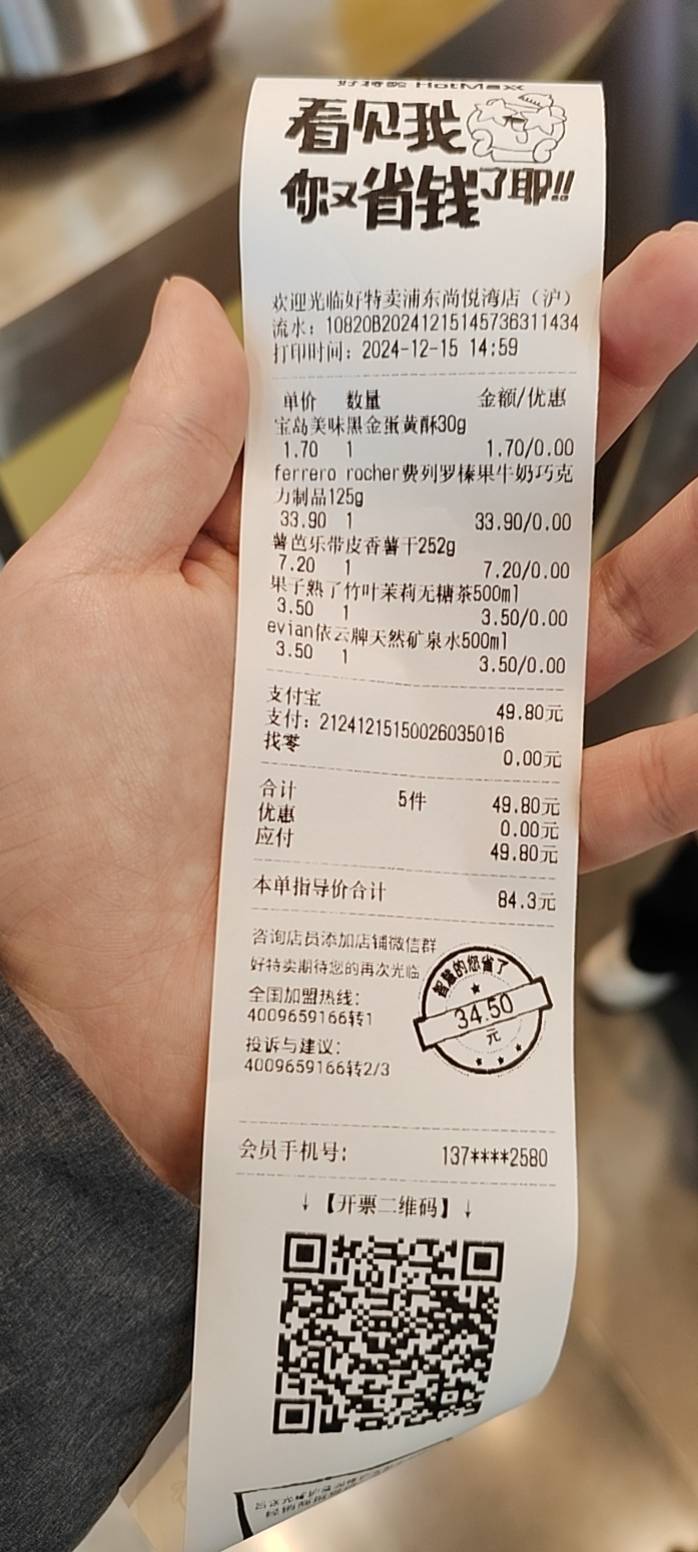 好特卖 HotMaxx
看见我
你又省钱了耶!!
欢迎光临好特卖浦东尚悦湾店（沪）
流水：10820B20241215145736311434
打印时间：2024-12-15 14:59
单价 数量 金额/优惠
宝岛美味黑金蛋黄酥30g
1.70 1 1.70/0.00
ferrero rocher费列罗榛果牛奶巧克
力制品125g
33.90 1 33.90/0.00
薯芭乐带皮香薯干252g
7.20 1 7.20/0.00
果子熟了竹叶茉莉无糖茶500ml
3.50 1 3.50/0.00
evian依云牌天然矿泉水500ml
3.50 1 3.50/0.00
支付宝 49.80元
支付：21241215150026035016
找零 0.00元
合计 5件 49.80元
优惠 0.00元
应付 49.80元
本单指导价合计 84.3元
咨询店员添加店铺微信群
好特卖期待您的再次光临
全国加盟热线：
4009659166转1
投诉与建议：
4009659166转2/3
智慧的您省了
34.50
元
会员手机号： 137****2580
↓【开票二维码】↓